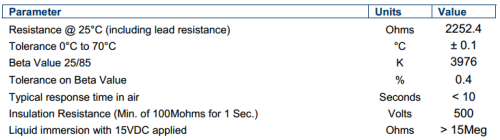 Parameter Units Value
Resistance @ 25°C (including lead resistance) Ohms 2252.4
Tolerance 0°C to 70°C °C ± 0.1
Beta Value 25/85 K 3976
Tolerance on Beta Value % 0.4
Typical response time in air Seconds < 10
Insulation Resistance (Min. of 100Mohms for 1 Sec.) Volts 500
Liquid immersion with 15VDC applied Ohms > 15Meg